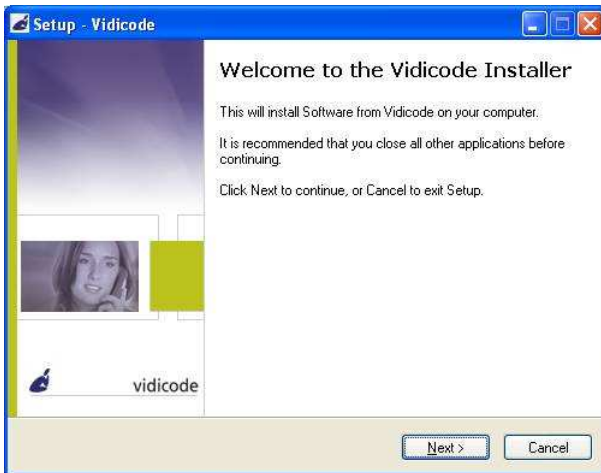 Setup - Vidicode
Welcome to the Vidicode Installer
This will install Software from Vidicode on your computer.
It is recommended that you close all other applications before
continuing.
Click Next to continue, or Cancel to exit Setup.
vidicode
Next >
Cancel